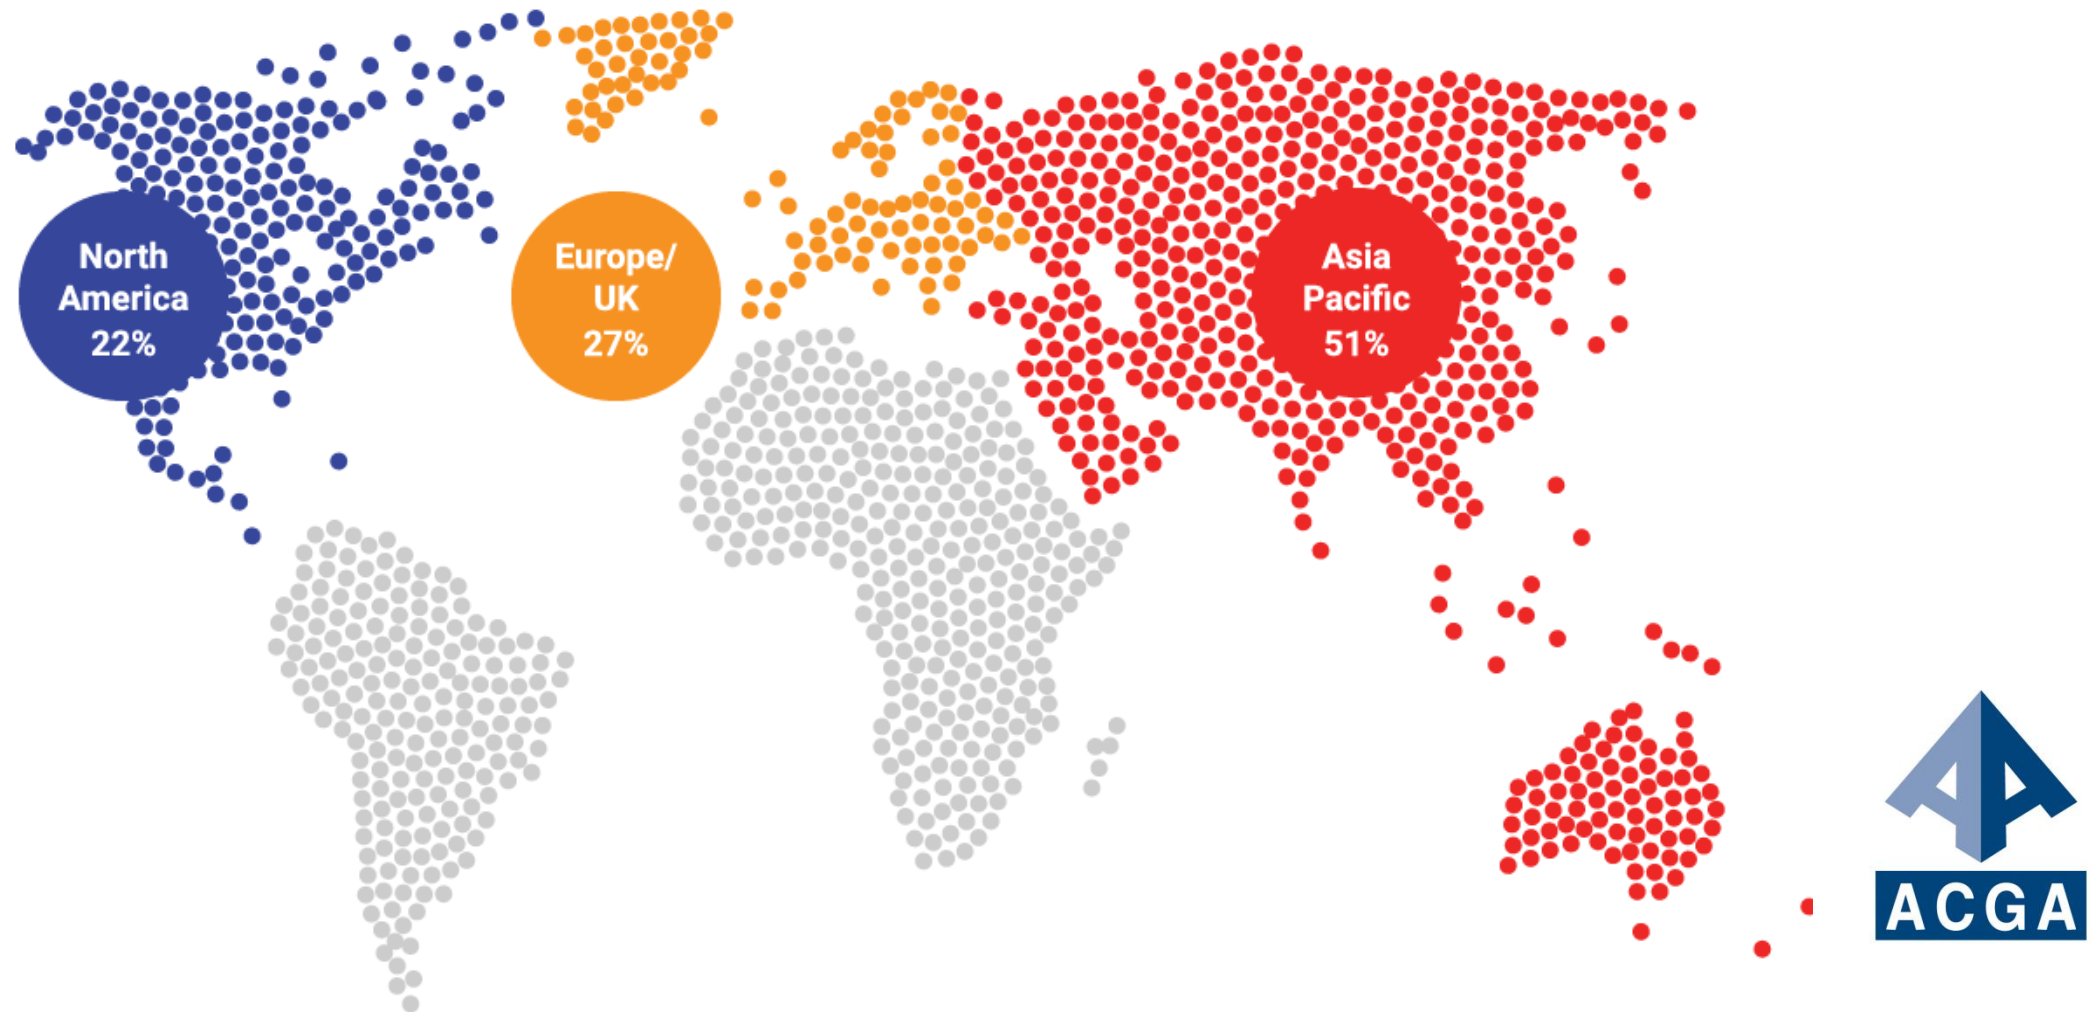 North
America
22%
Europe/
UK
27%
Asia
Pacific
51%
ACGA